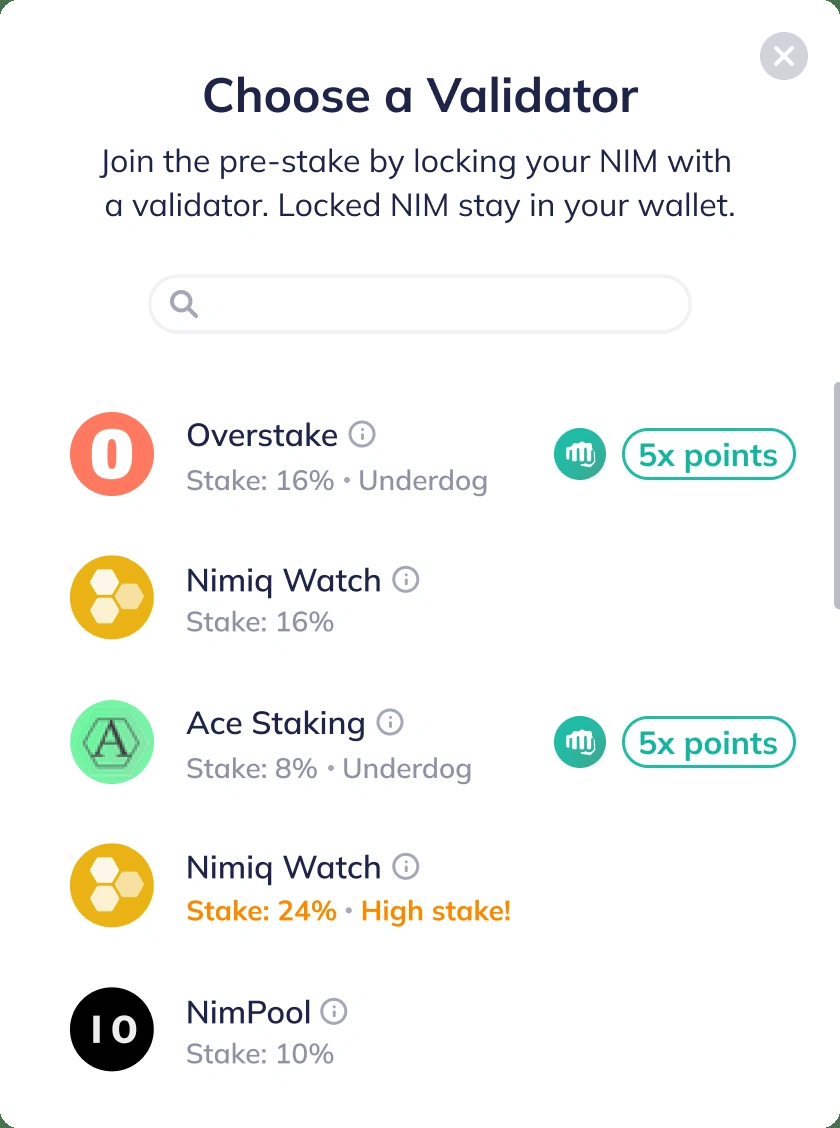 Choose a Validator
Join the pre-stake by locking your NIM with
a validator. Locked NIM stay in your wallet.
O
Overstake
5x points
Stake: 16% • Underdog
Nimiq Watch
Stake: 16%
A
Ace Staking
5x points
Stake: 8% • Underdog
Nimiq Watch
Stake: 24% • High stake!
I O
NimPool
Stake: 10%